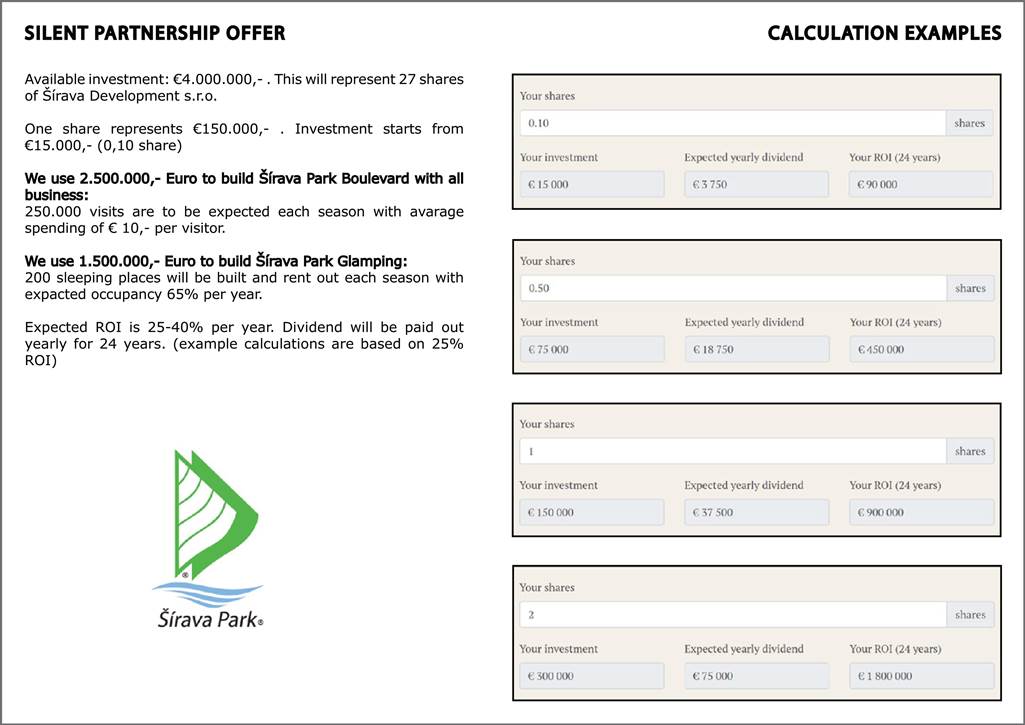 SILENT PARTNERSHIP OFFER
Available investment: €4.000.000,- . This will represent 27 shares
of Šírava Development s.r.o.
One share represents €150.000,- . Investment starts from
€15.000,- (0,10 share)
We use 2.500.000,- Euro to build Šírava Park Boulevard with all
business:
250.000 visits are to be expected each season with avarage
spending of € 10,- per visitor.
We use 1.500.000,- Euro to build Šírava Park Glamping:
200 sleeping places will be built and rent out each season with
expacted occupancy 65% per year.
Expected ROI is 25-40% per year. Dividend will be paid out
yearly for 24 years. (example calculations are based on 25%
ROI)
®
Šírava Park®
CALCULATION EXAMPLES
Your shares
0.10 shares
Your investment Expected yearly dividend Your ROI (24 years)
€ 15 000 € 3 750 € 90 000
Your shares
0.50 shares
Your investment Expected yearly dividend Your ROI (24 years)
€ 75 000 € 18 750 € 450 000
Your shares
1 shares
Your investment Expected yearly dividend Your ROI (24 years)
€ 150 000 € 37 500 € 900 000
Your shares
2 shares
Your investment Expected yearly dividend Your ROI (24 years)
€ 300 000 € 75 000 € 1 800 000